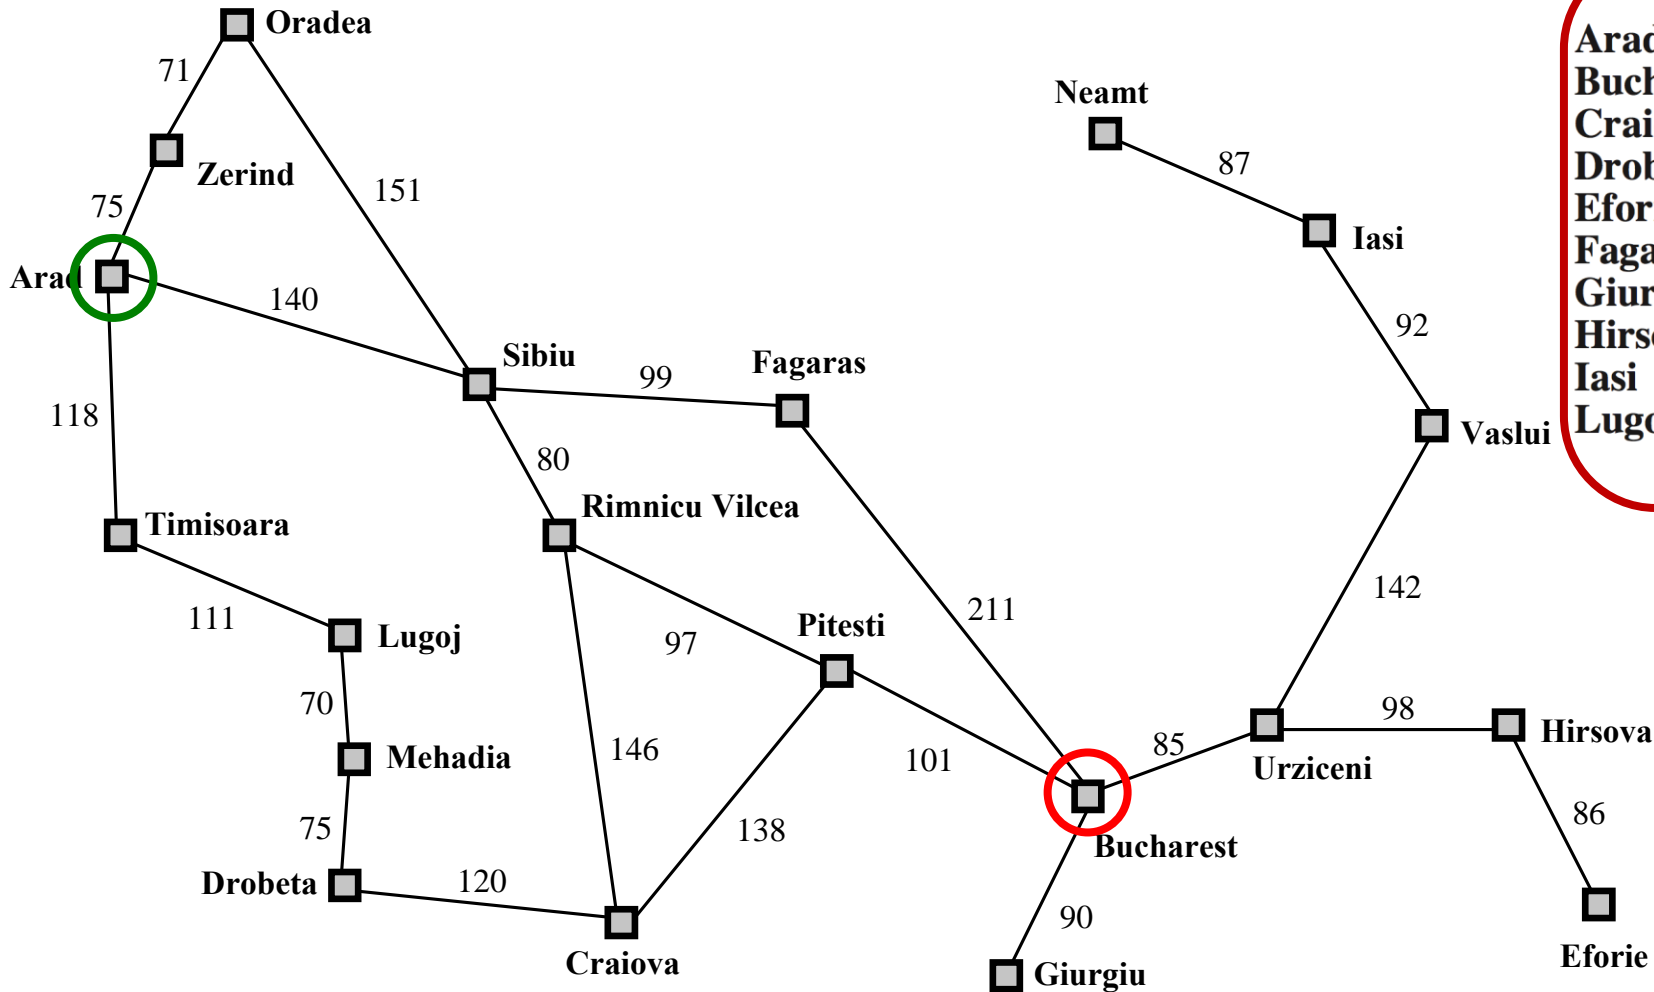 Oradea
71
Zerind
151
75
Arad
140
Sibiu
99
Fagaras
118
80
Timisoara
Rimnicu Vilcea
111
Lugoj
97
Pitesti
211
70
Mehadia
146
101
75
138
Drobeta
120
Craiova
Neamt
87
Iasi
92
Vaslui
142
85
98
Hirsova
Urziceni
86
Bucharest
90
Giurgiu
Eforie
Iasi